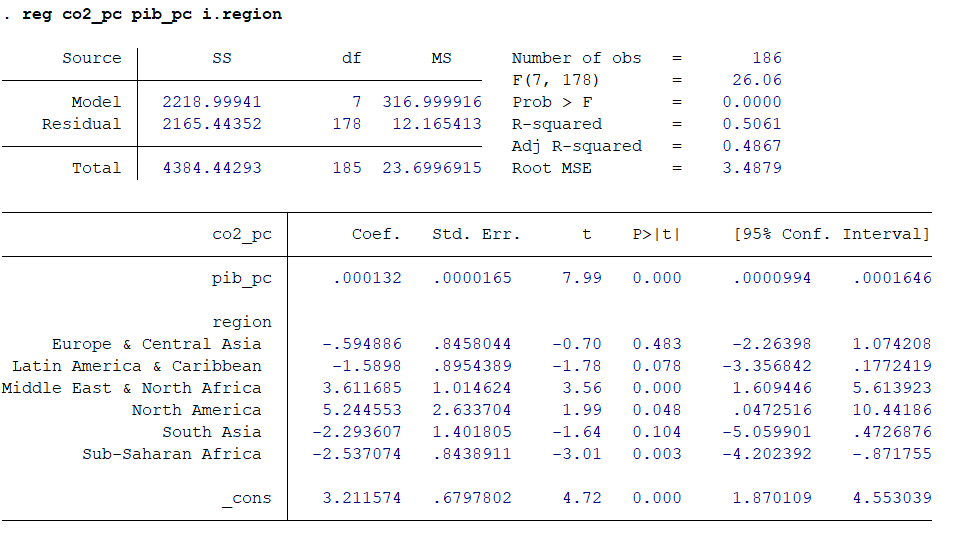 . reg co2_pc pib_pc i.region
Source SS df MS Number of obs = 186
F(7, 178) = 26.06
Model 2218.99941 7 316.999916 Prob > F = 0.0000
Residual 2165.44352 178 12.165413 R-squared = 0.5061
Adj R-squared = 0.4867
Total 4384.44293 185 23.6996915 Root MSE = 3.4879
co2_pc Coef. Std. Err. t P>|t| [95% Conf. Interval]
pib_pc .000132 .0000165 7.99 0.000 .0000994 .0001646
region
Europe & Central Asia -.594886 .8458044 -0.70 0.483 -2.26398 1.074208
Latin America & Caribbean -1.5898 .8954389 -1.78 0.078 -3.356842 .1772419
Middle East & North Africa 3.611685 1.014624 3.56 0.000 1.609446 5.613923
North America 5.244553 2.633704 1.99 0.048 .0472516 10.44186
South Asia -2.293607 1.401805 -1.64 0.104 -5.059901 .4726876
Sub-Saharan Africa -2.537074 .8438911 -3.01 0.003 -4.202392 -.871755
_cons 3.211574 .6797802 4.72 0.000 1.870109 4.553039